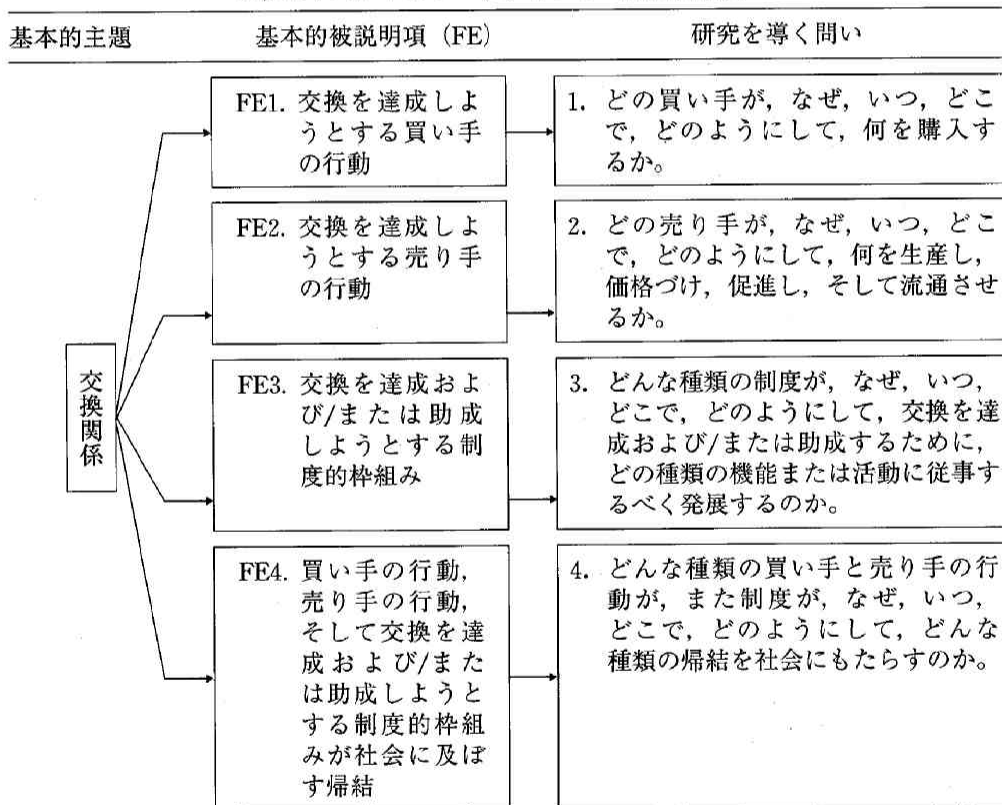 基本的主題 基本的被説明項（FE） 研究を導く問い
交換関係
FE1. 交換を達成しよ
うとする買い手
の行動
1. どの買い手が，なぜ，いつ，どこ
で，どのようにして，何を購入す
るか。
FE2. 交換を達成しよ
うとする売り手
の行動
2. どの売り手が，なぜ，いつ，どこ
で，どのようにして，何を生産し，
価格づけ，促進し，そして流通させ
るか。
FE3. 交換を達成およ
び/または助成
しようとする制
度的枠組み
3. どんな種類の制度が，なぜ，いつ，
どこで，どのようにして，交換を達
成および/または助成するために，
どの種類の機能または活動に従事す
るべく発展するのか。
FE4. 買い手の行動，
売り手の行動，
そして交換を達
成および/また
は助成しようと
する制度的枠組
みが社会に及ぼ
す帰結
4. どんな種類の買い手と売り手の行
動が，また制度が，なぜ，いつ，
どこで，どのようにして，どんな
種類の帰結を社会にもたらすのか。